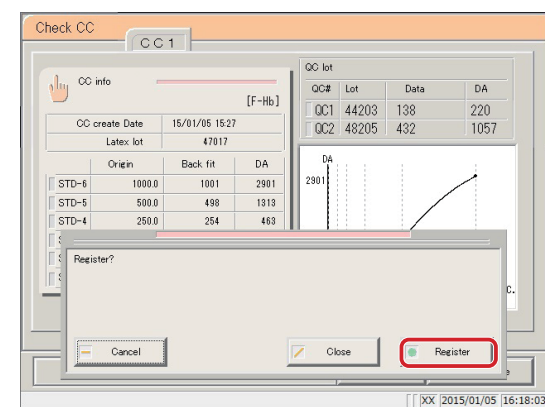 Check CC
CC 1
CC info
[F-Hb]
CC create Date 15/01/05 15:27
Latex lot 47017
Origin Back fit DA
STD-6 1000.0 1001 2901
STD-5 500.0 498 1313
STD-4 250.0 254 463
QC lot
QC# Lot Data DA
QC1 44203 138 220
QC2 48205 432 1057
DA
2901
C.
Register?
Cancel
Close
Register
XX 2015/01/05 16:18:03